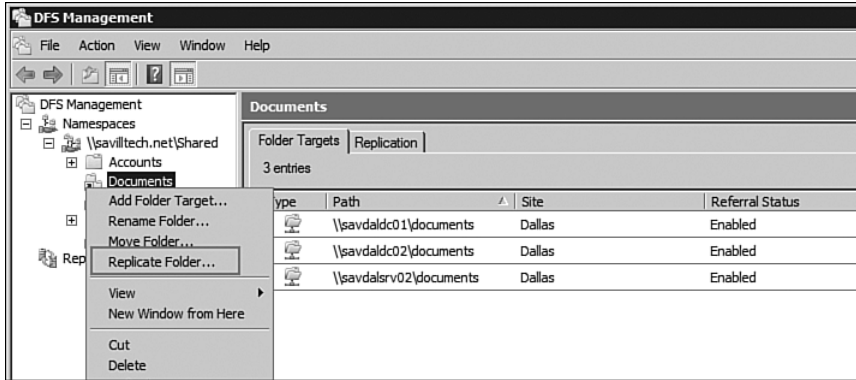 DFS Management
File Action View Window Help
DFS Management
Namespaces
\\savilltech.net\Shared
Accounts
Documents
Rep
Add Folder Target...
Rename Folder...
Move Folder...
Replicate Folder...
View
New Window from Here
Cut
Delete
Documents
Folder Targets Replication
3 entries
ype Path Site Referral Status
\\savdaldc01\documents Dallas Enabled
\\savdaldc02\documents Dallas Enabled
\\savdalsrv02\documents Dallas Enabled